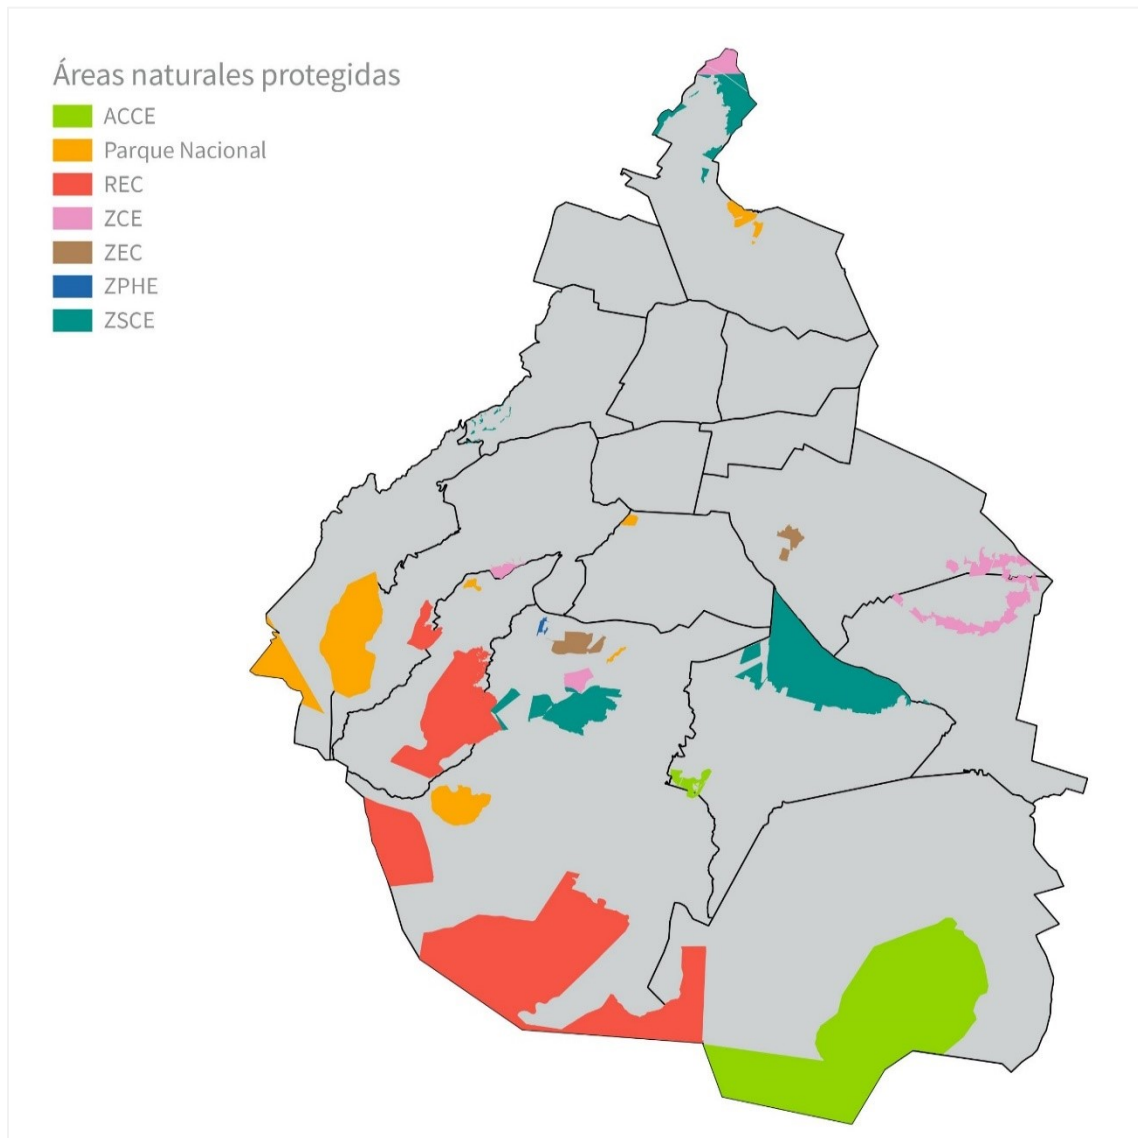 Áreas naturales protegidas
ACCE
Parque Nacional
REC
ZCE
ZEC
ZPHE
ZSCE